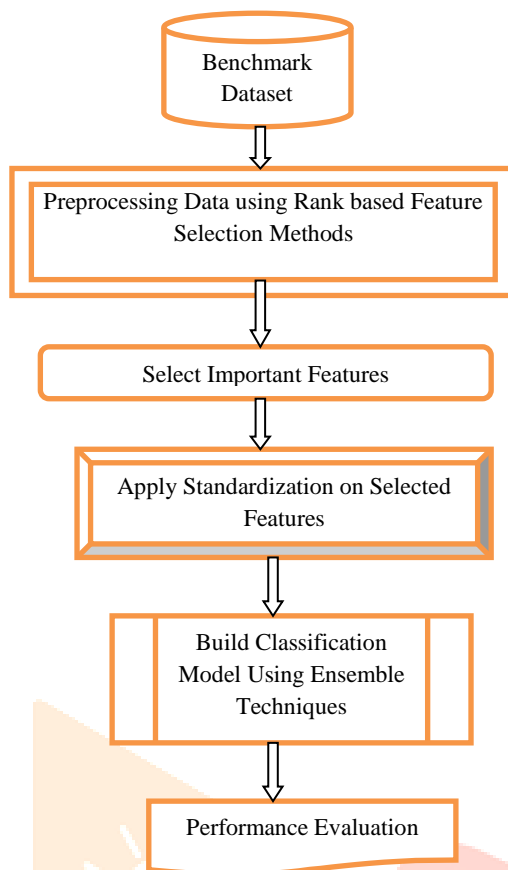 Benchmark
Dataset
Preprocessing Data using Rank based Feature
Selection Methods
Select Important Features
Apply Standardization on Selected
Features
Build Classification
Model Using Ensemble
Techniques
Performance Evaluation